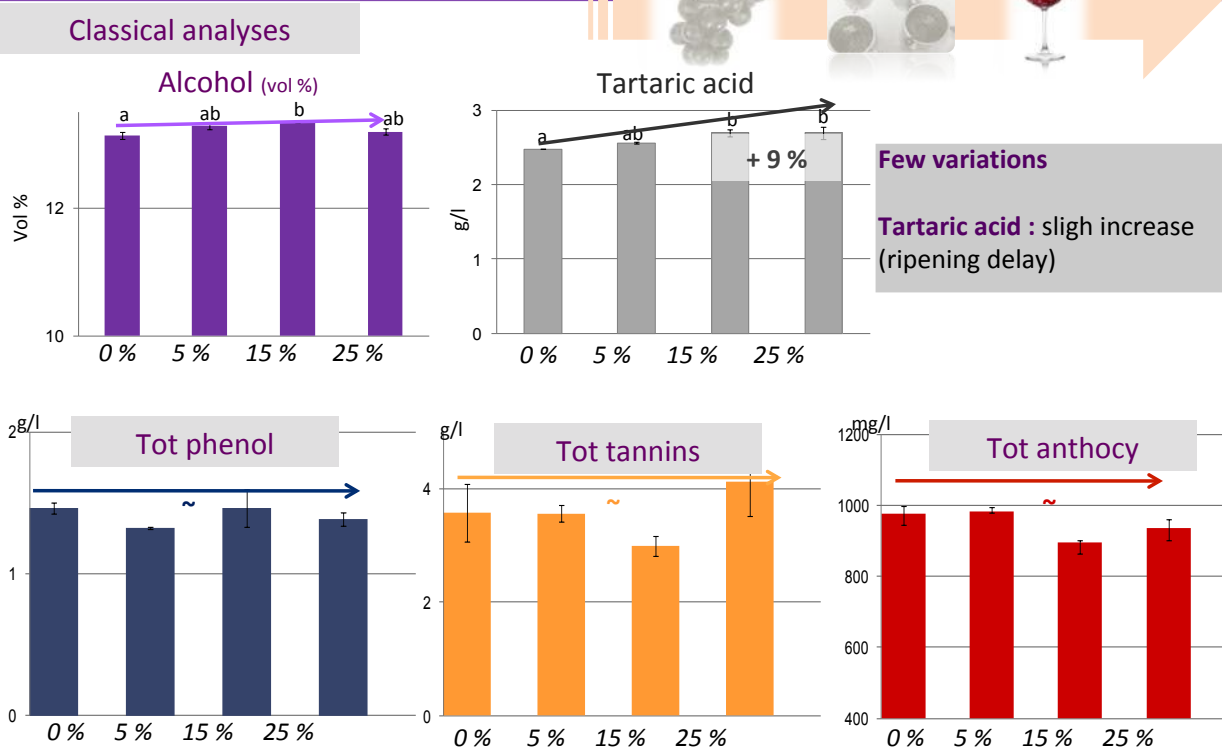 Classical analyses
Alcohol (vol %)
a
ab
b
ab
Vol %
12
10
0 % 5 % 15 % 25 %
Tartaric acid
3
2
1
0
g/l
a
ab
b
b
+ 9 %
0 % 5 % 15 % 25 %
Few variations
Tartaric acid : sligh increase
(ripening delay)
g/l
Tot phenol
2
1
0
~
0 % 5 % 15 % 25 %
g/l
Tot tannins
4
2
0
~
0 % 5 % 15 % 25 %
mg/l
Tot anthocy
1200
1000
800
600
400
~
0 % 5 % 15 % 25 %